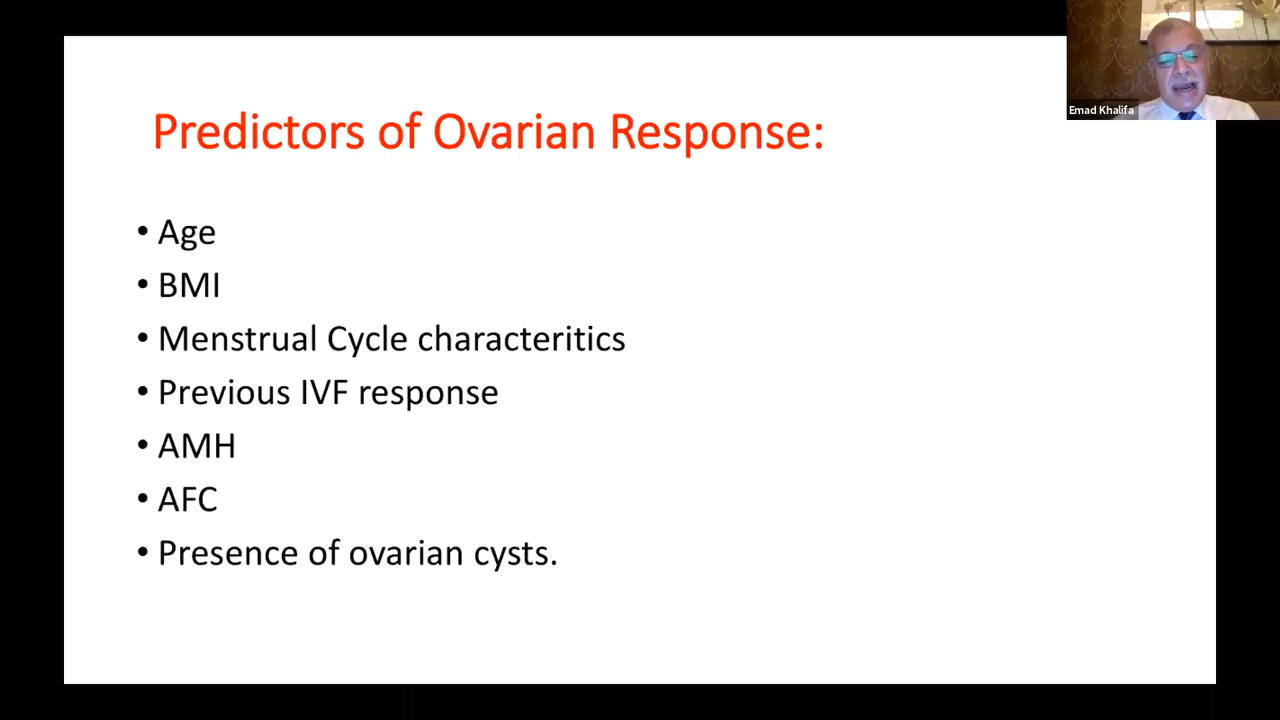 Emad Khalifa
Predictors of Ovarian Response:
• Age
• BMI
• Menstrual Cycle characteritics
• Previous IVF response
• AMH
• AFC
• Presence of ovarian cysts.